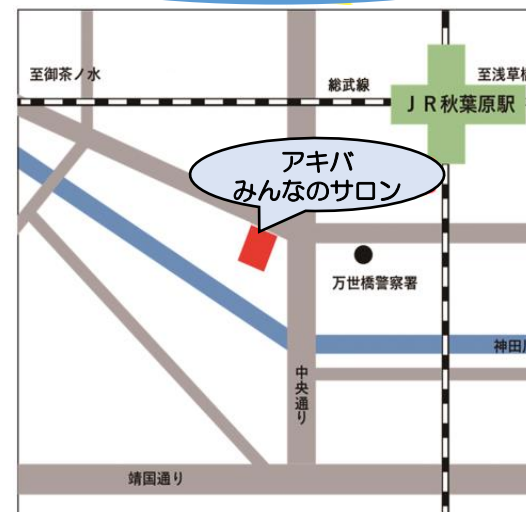 至御茶ノ水
総武線
至浅草橋
JR秋葉原駅
アキバ
みんなのサロン
万世橋警察署
神田川
中央通り
靖国通り